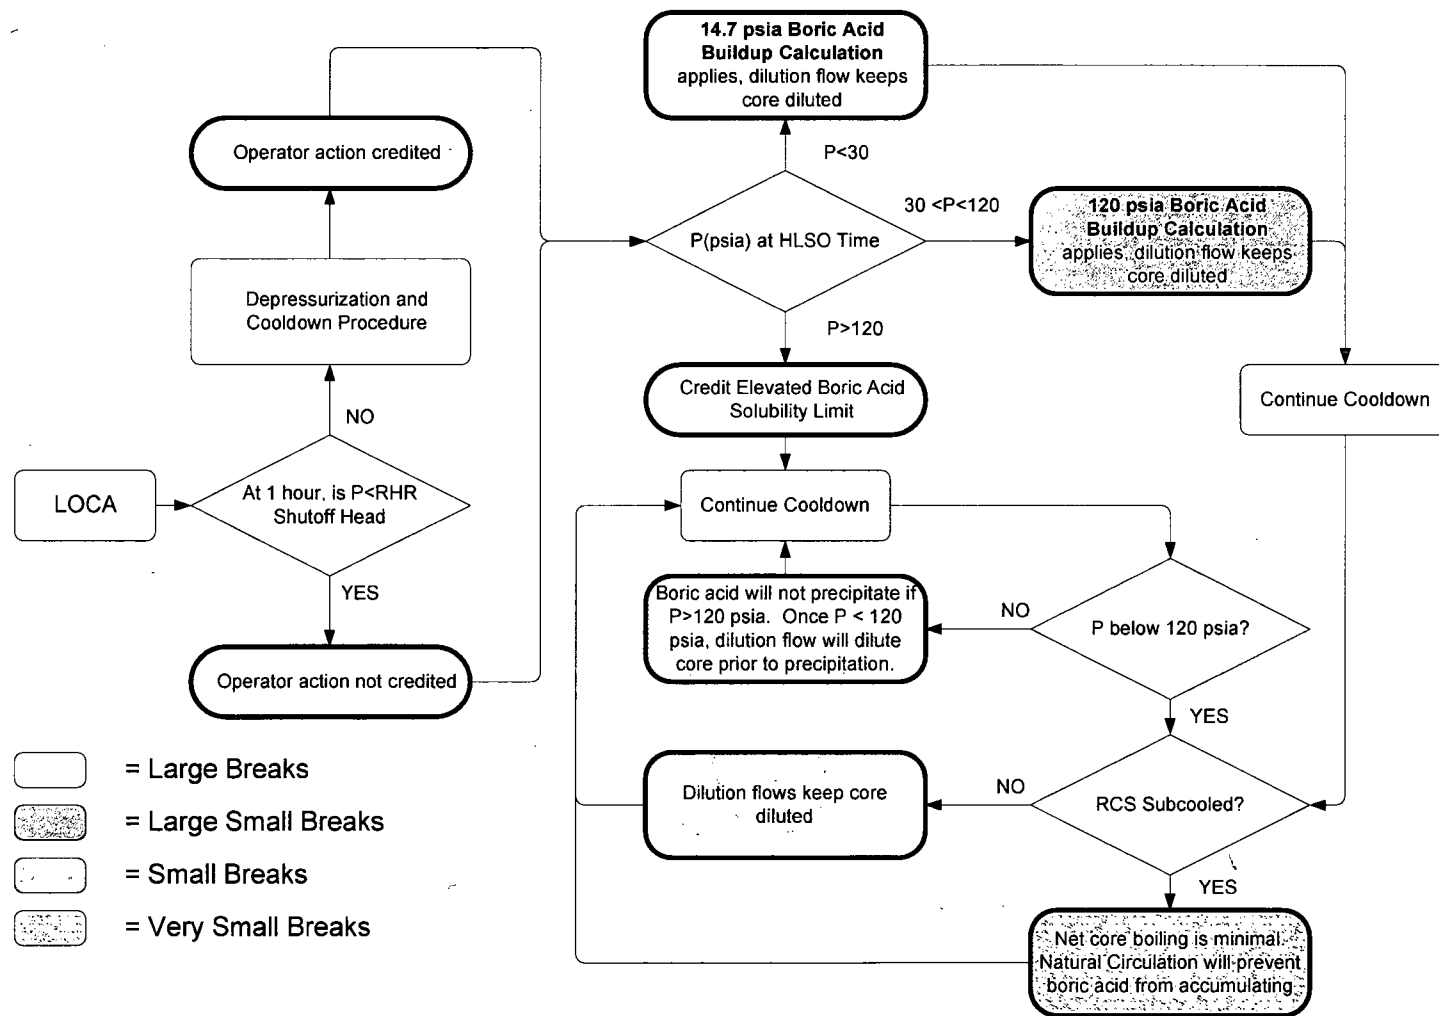 14.7 psia Boric Acid
Buildup Calculation
applies, dilution flow keeps
core diluted
Operator action credited
P<30
30 <P<120
120 psia Boric Acid
Buildup Calculation
applies, dilution flow keeps
core diluted
P(psia) at HLSO Time
Depressurization and
Cooldown Procedure
P>120
Credit Elevated Boric Acid
Solubility Limit
Continue Cooldown
NO
LOCA
At 1 hour, is P<RHR
Shutoff Head
Continue Cooldown
YES
Boric acid will not precipitate if
P>120 psia. Once P < 120
psia, dilution flow will dilute
core prior to precipitation.
NO
P below 120 psia?
Operator action not credited
YES
= Large Breaks
= Large Small Breaks
= Small Breaks
= Very Small Breaks
Dilution flows keep core
diluted
NO
RCS Subcooled?
YES
Net core boiling is minimal.
Natural Circulation will prevent
boric acid from accumulating